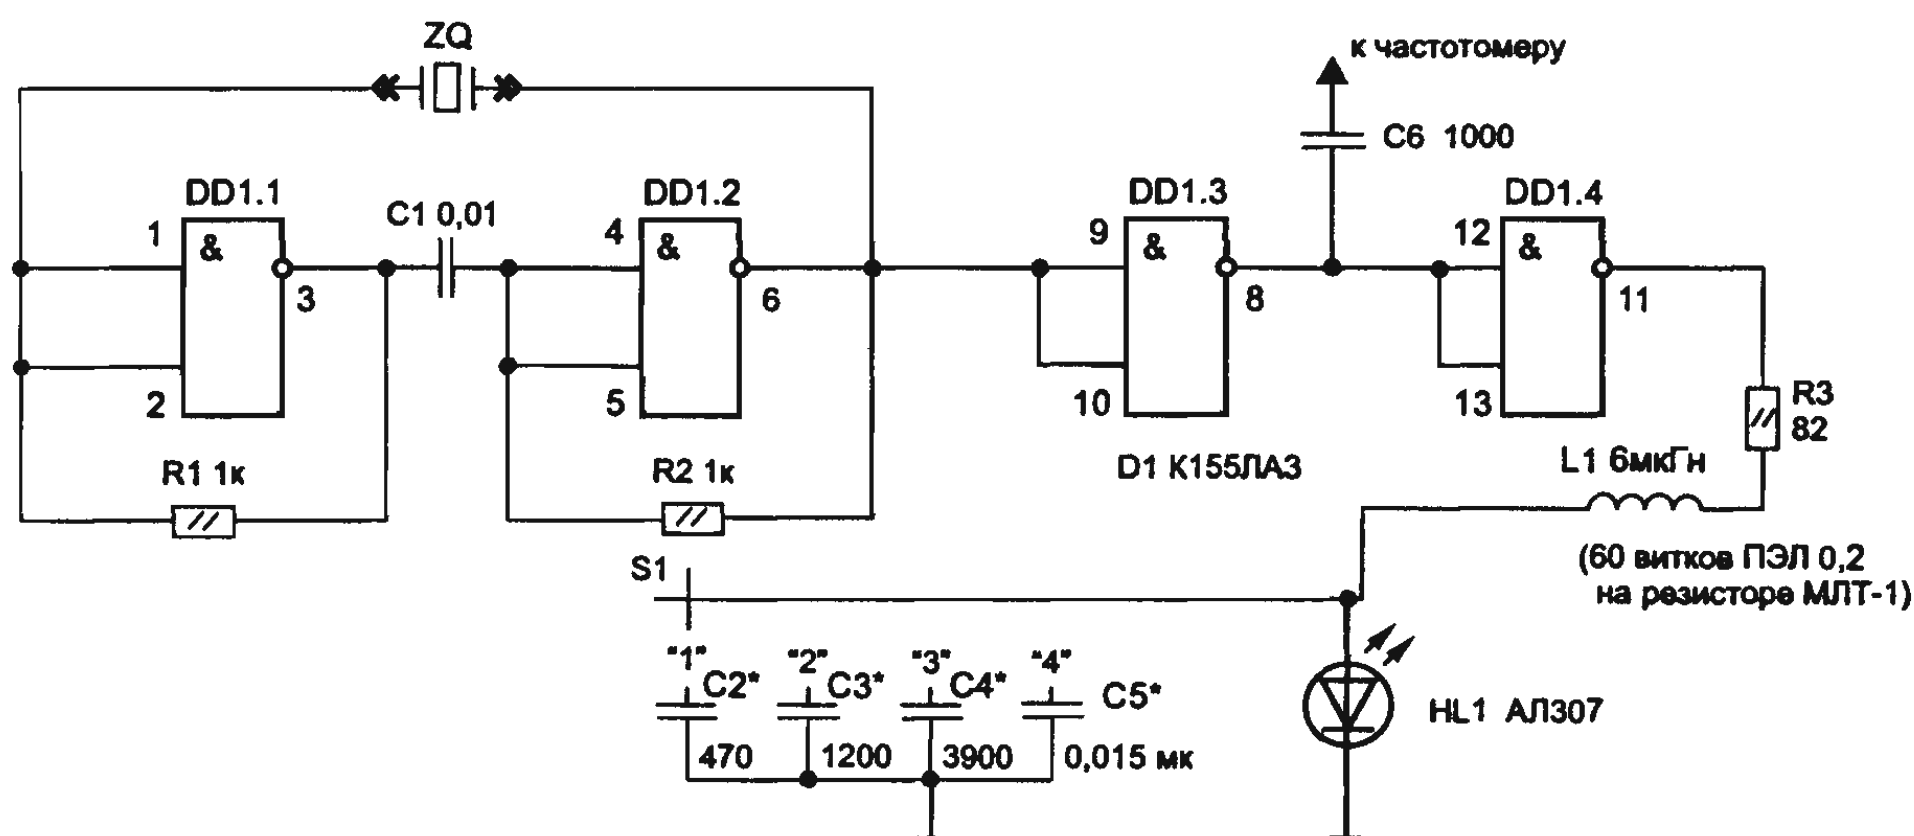 ZQ
к частотомеру
C6 1000
DD1.1
C1 0,01
DD1.2
DD1.3
DD1.4
1
&
3
2
4
&
6
5
9
&
8
10
12
&
11
13
R1 1к
R2 1к
D1 К155ЛА3
R3
82
L1 6мкГн
(60 витков ПЭЛ 0,2
на резисторе МЛТ-1)
S1
"1"
C2*
"2"
C3*
"3"
C4*
"4"
C5*
470
1200
3900
0,015 мк
HL1 АЛ307